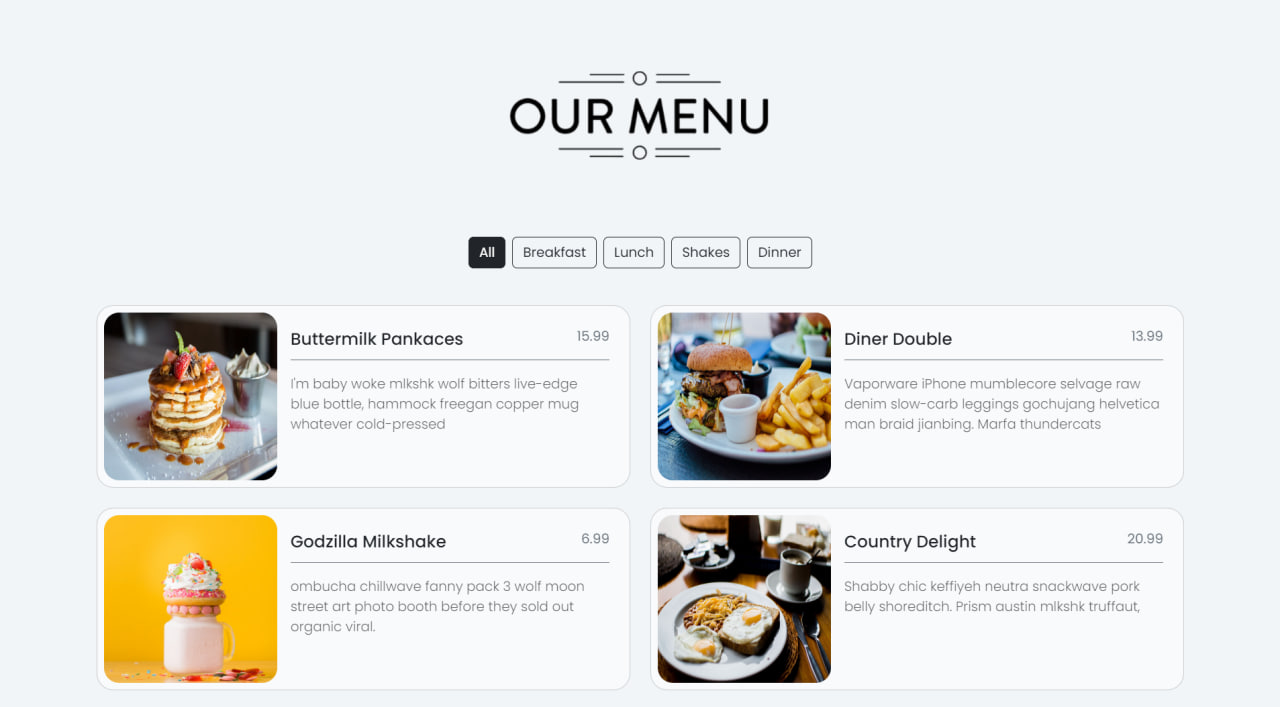 OUR MENU
All Breakfast Lunch Shakes Dinner
Buttermilk Pankaces 15.99
I'm baby woke mlkshk wolf bitters live-edge
blue bottle, hammock freegan copper mug
whatever cold-pressed
Diner Double 13.99
Vaporware iPhone mumblecore selvage raw
denim slow-carb leggings gochujang helvetica
man braid jianbing. Marfa thundercats
Godzilla Milkshake 6.99
ombucha chillwave fanny pack 3 wolf moon
street art photo booth before they sold out
organic viral.
Country Delight 20.99
Shabby chic keffiyeh neutra snackwave pork
belly shoreditch. Prism austin mlkshk truffaut,